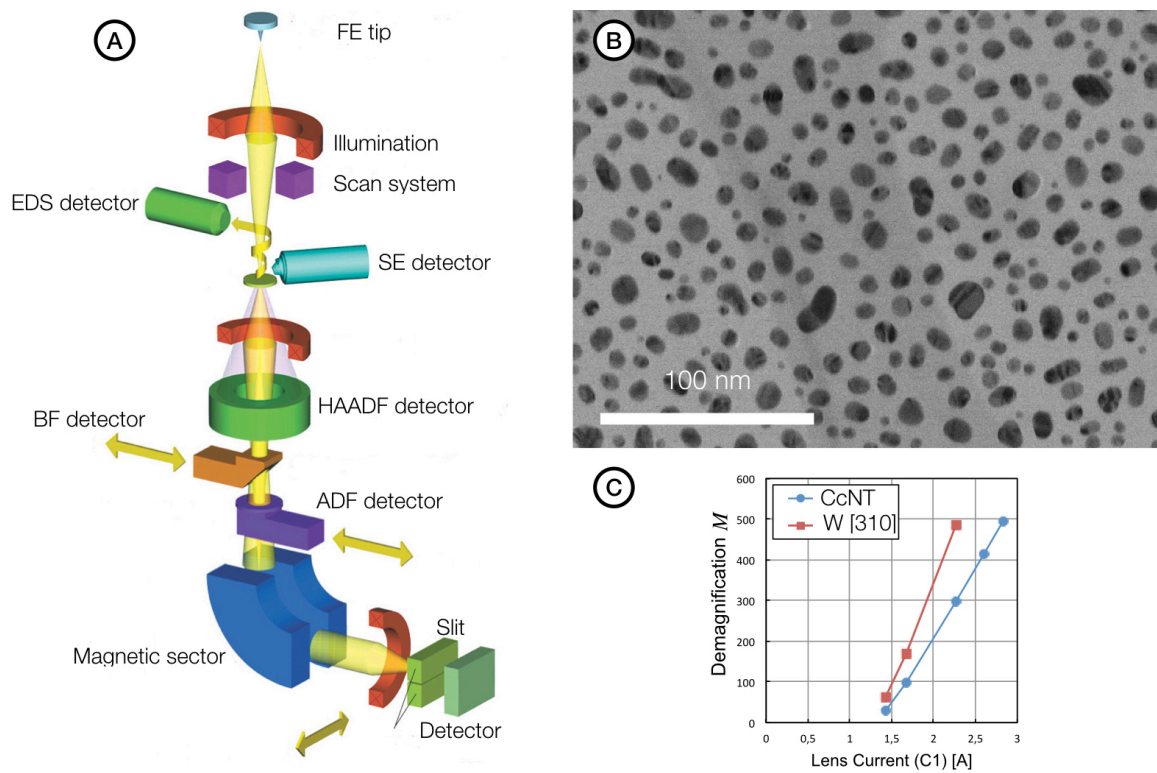 A
FE tip
Illumination
Scan system
EDS detector
SE detector
HAADF detector
BF detector
ADF detector
Magnetic sector
Slit
Detector
B
100 nm
C
CcNT
W [310]
Demagnification M
600
500
400
300
200
100
0
0 0,5 1 1,5 2 2,5 3
Lens Current (C1) [A]